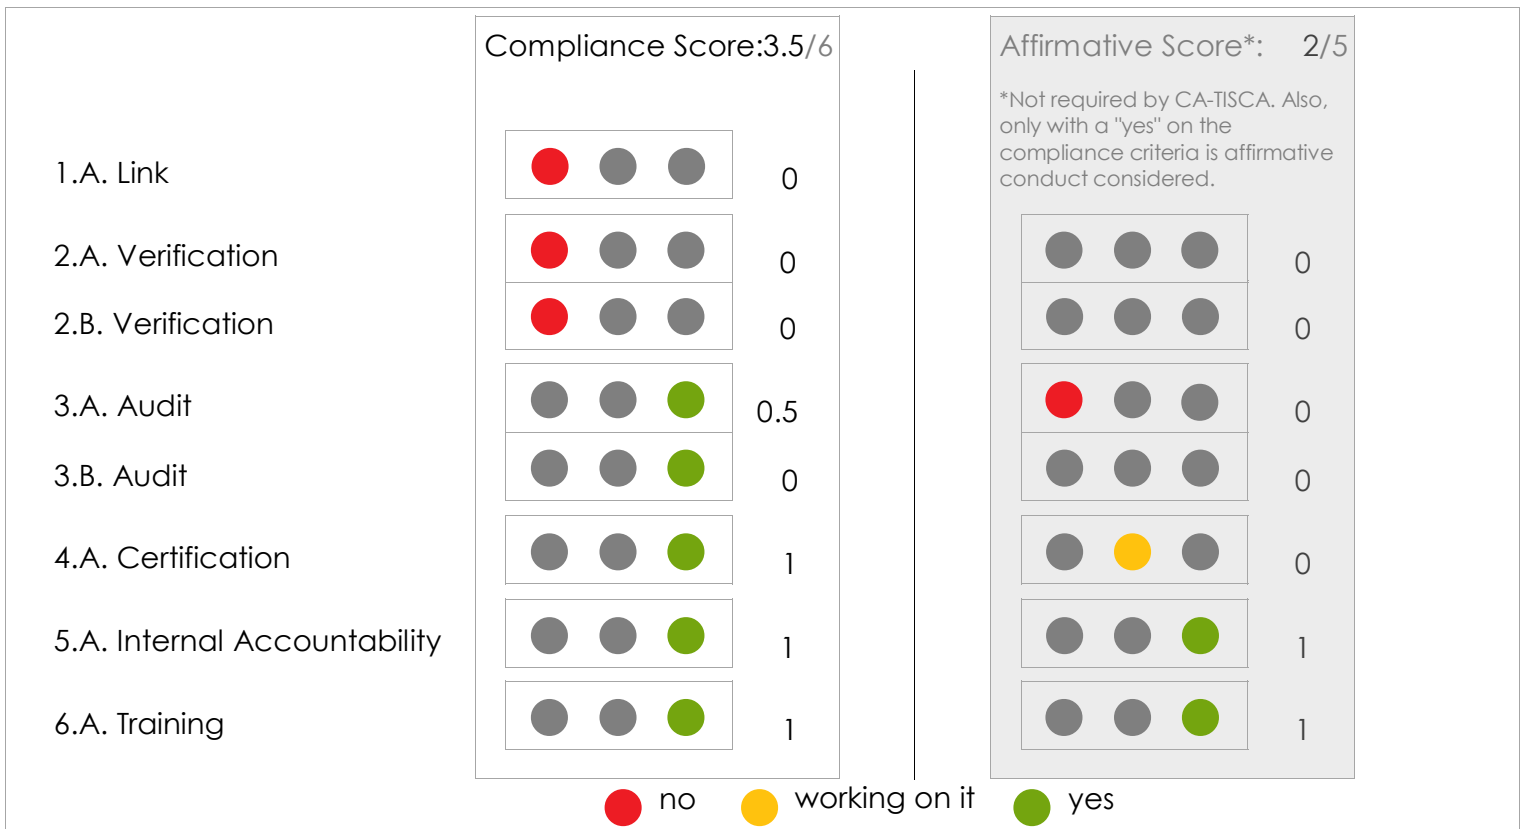 Compliance Score:3.5/6
Affirmative Score*: 2/5
*Not required by CA-TISCA. Also,
only with a "yes" on the
compliance criteria is affirmative
conduct considered.
1.A. Link 0
2.A. Verification 0 0
2.B. Verification 0 0
3.A. Audit 0.5 0
3.B. Audit 0 0
4.A. Certification 1 0
5.A. Internal Accountability 1 1
6.A. Training 1 1
no working on it yes